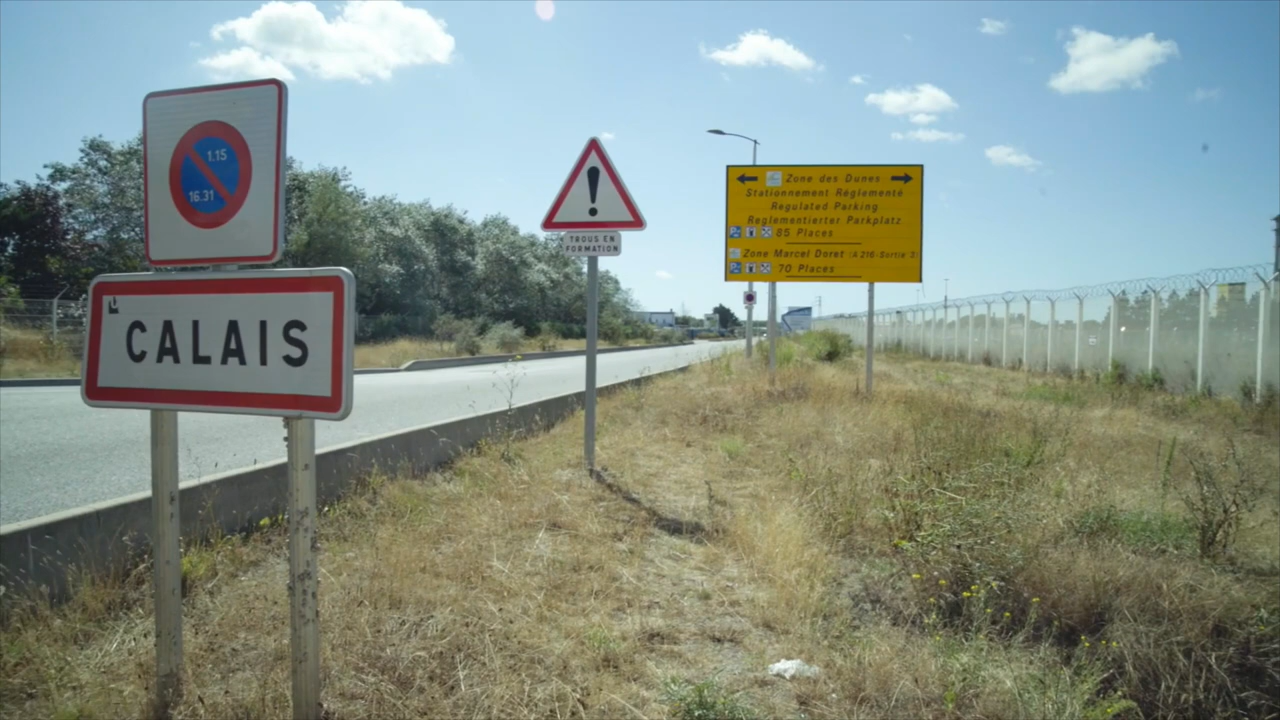 1.15
16.31
CALAIS
TROUS EN
FORMATION
Zone des Dunes
Stationnement Réglementé
Regulated Parking
Reglementierter Parkplatz
85 Places
Zone Marcel Doret (A 216-Sortie 3)
70 Places